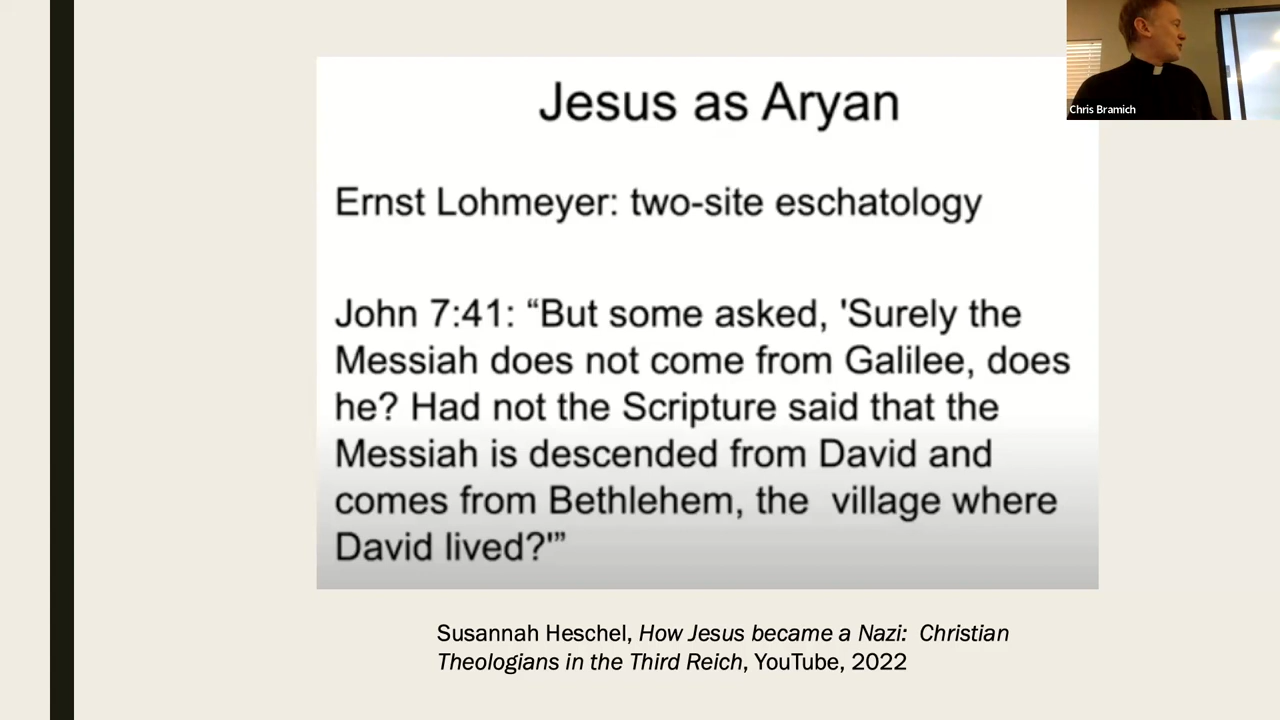 Jesus as Aryan
Chris Bramich
Ernst Lohmeyer: two-site eschatology
John 7:41: “But some asked, 'Surely the
Messiah does not come from Galilee, does
he? Had not the Scripture said that the
Messiah is descended from David and
comes from Bethlehem, the  village where
David lived?'”
Susannah Heschel, How Jesus became a Nazi:  Christian
Theologians in the Third Reich, YouTube, 2022